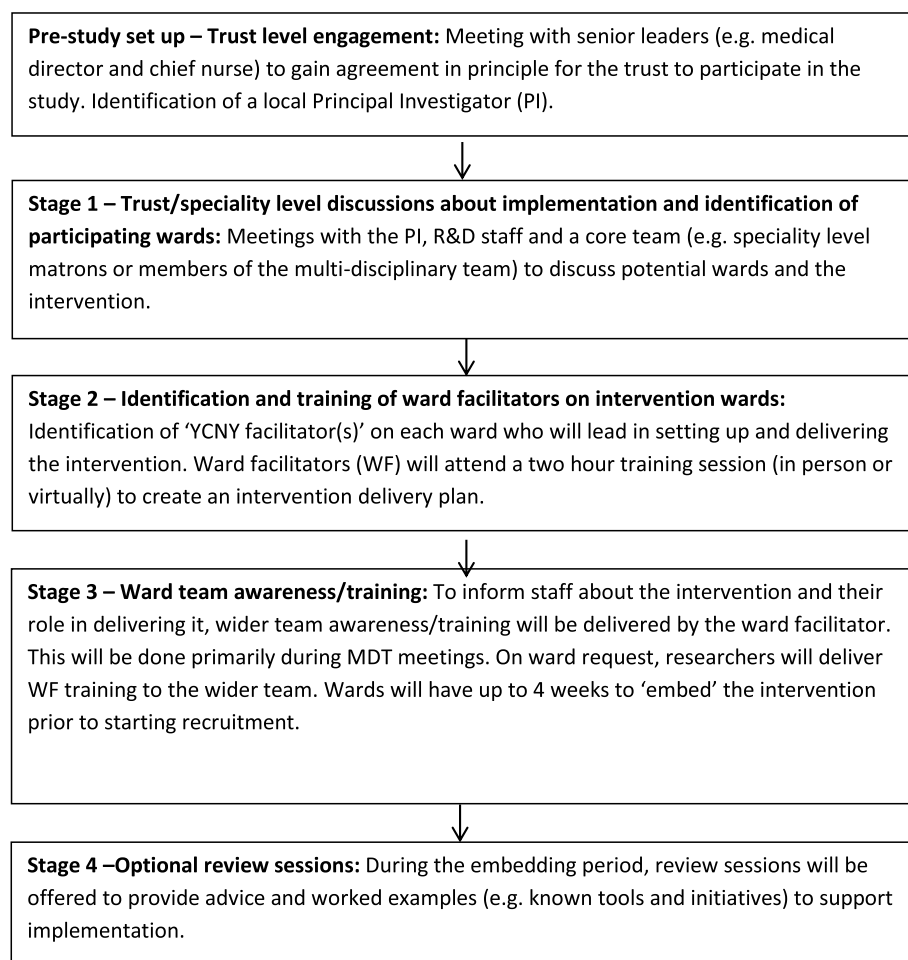 Pre-study set up – Trust level engagement: Meeting with senior leaders (e.g. medical
director and chief nurse) to gain agreement in principle for the trust to participate in the
study. Identification of a local Principal Investigator (PI).
Stage 1 – Trust/speciality level discussions about implementation and identification of
participating wards: Meetings with the PI, R&D staff and a core team (e.g. speciality level
matrons or members of the multi-disciplinary team) to discuss potential wards and the
intervention.
Stage 2 – Identification and training of ward facilitators on intervention wards:
Identification of ‘YCNY facilitator(s)’ on each ward who will lead in setting up and delivering
the intervention. Ward facilitators (WF) will attend a two hour training session (in person or
virtually) to create an intervention delivery plan.
Stage 3 – Ward team awareness/training: To inform staff about the intervention and their
role in delivering it, wider team awareness/training will be delivered by the ward facilitator.
This will be done primarily during MDT meetings. On ward request, researchers will deliver
WF training to the wider team. Wards will have up to 4 weeks to ‘embed’ the intervention
prior to starting recruitment.
Stage 4 –Optional review sessions: During the embedding period, review sessions will be
offered to provide advice and worked examples (e.g. known tools and initiatives) to support
implementation.